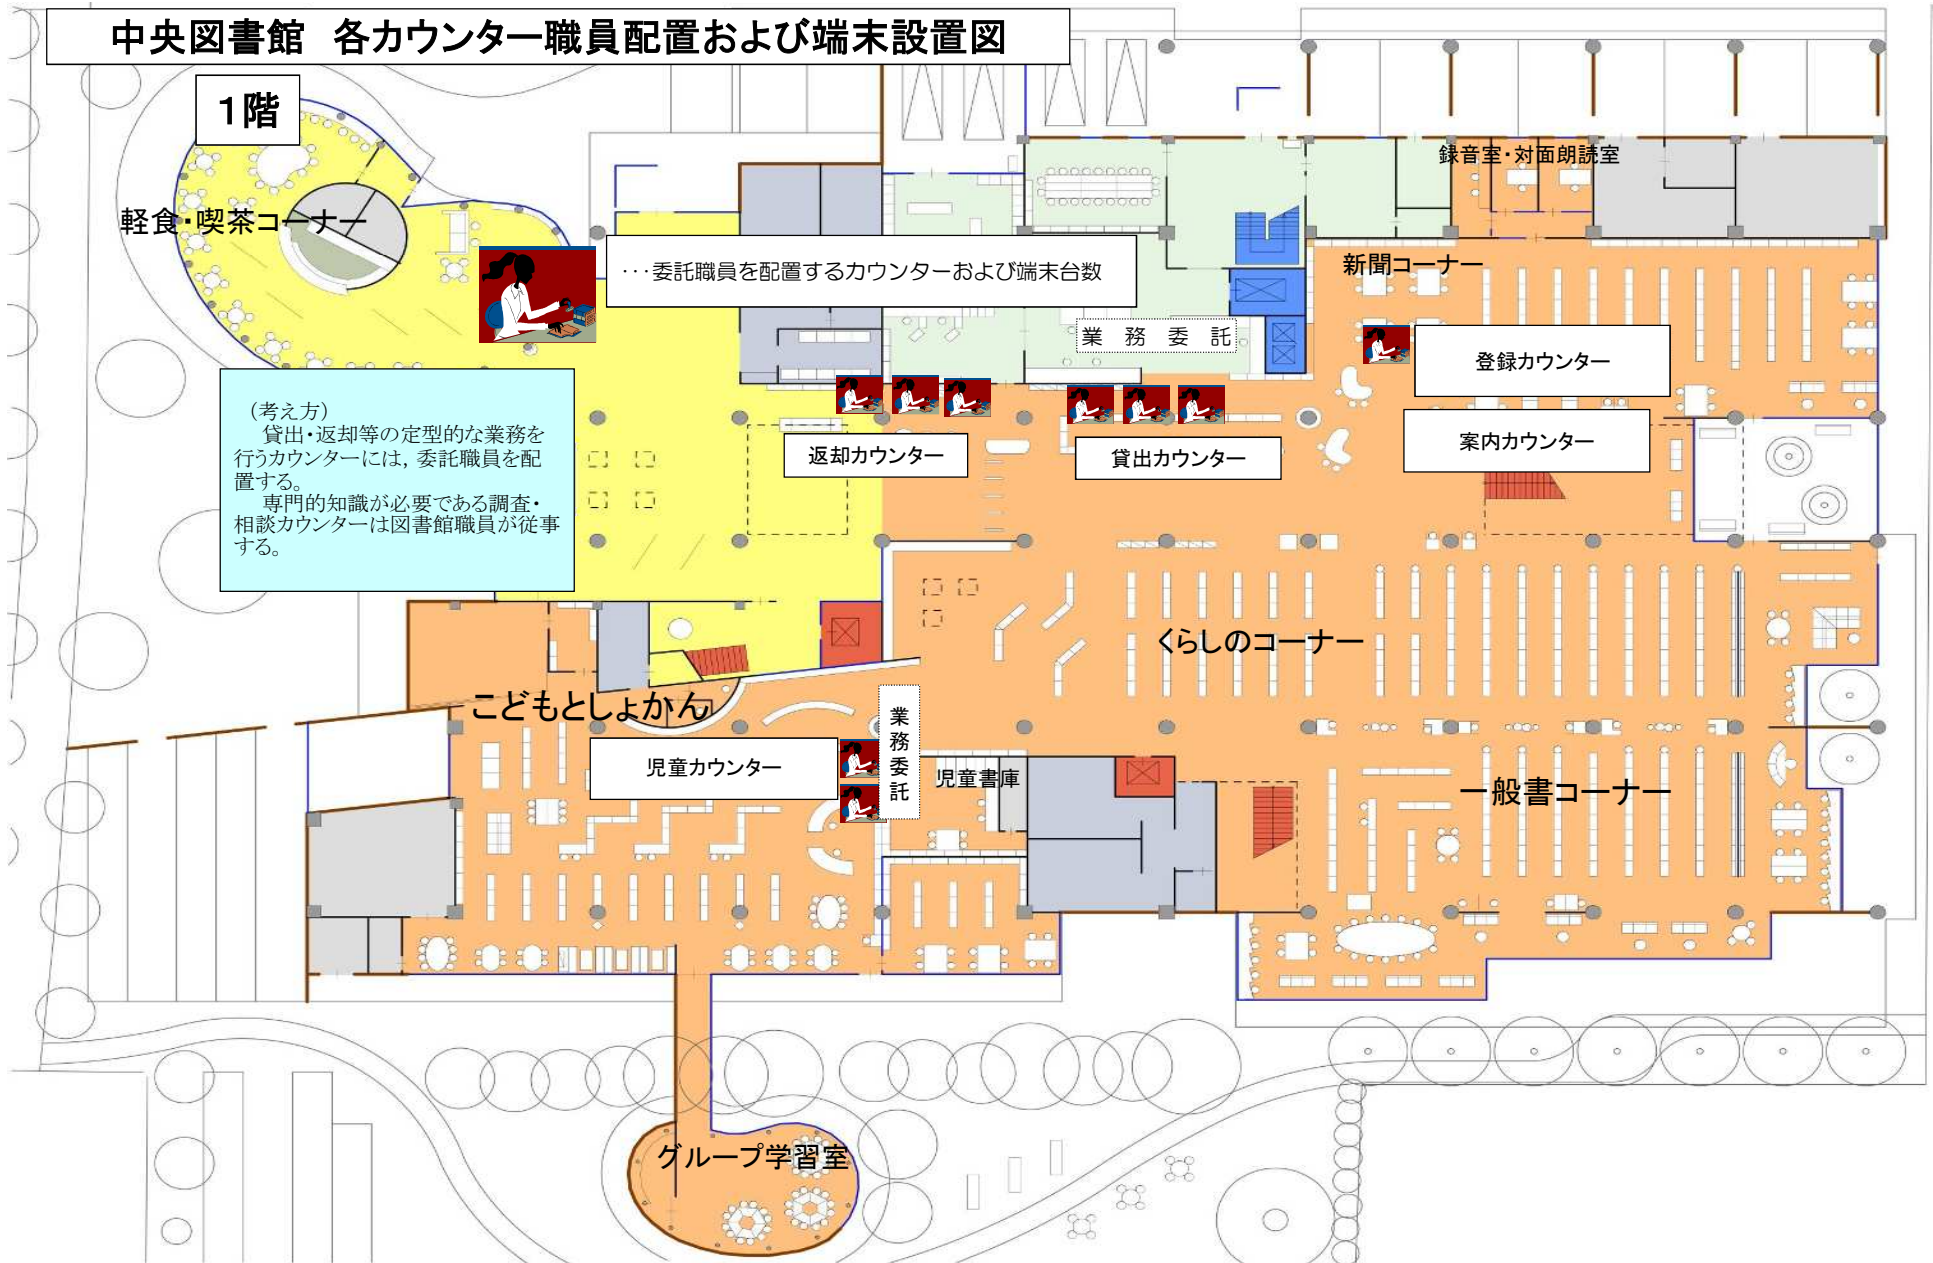 中央図書館 各カウンター職員配置および端末設置図
1階
軽食・喫茶コーナー
･･･委託職員を配置するカウンターおよび端末台数
録音室・対面朗読室
新聞コーナー
業務委託
登録カウンター
案内カウンター
返却カウンター
貸出カウンター
（考え方）
貸出・返却等の定型的な業務を
行うカウンターには，委託職員を配
置する。
専門的知識が必要である調査・
相談カウンターは図書館職員が従事
する。
くらしのコーナー
こどもとしょかん
業務委託
児童カウンター
児童書庫
一般書コーナー
グループ学習室